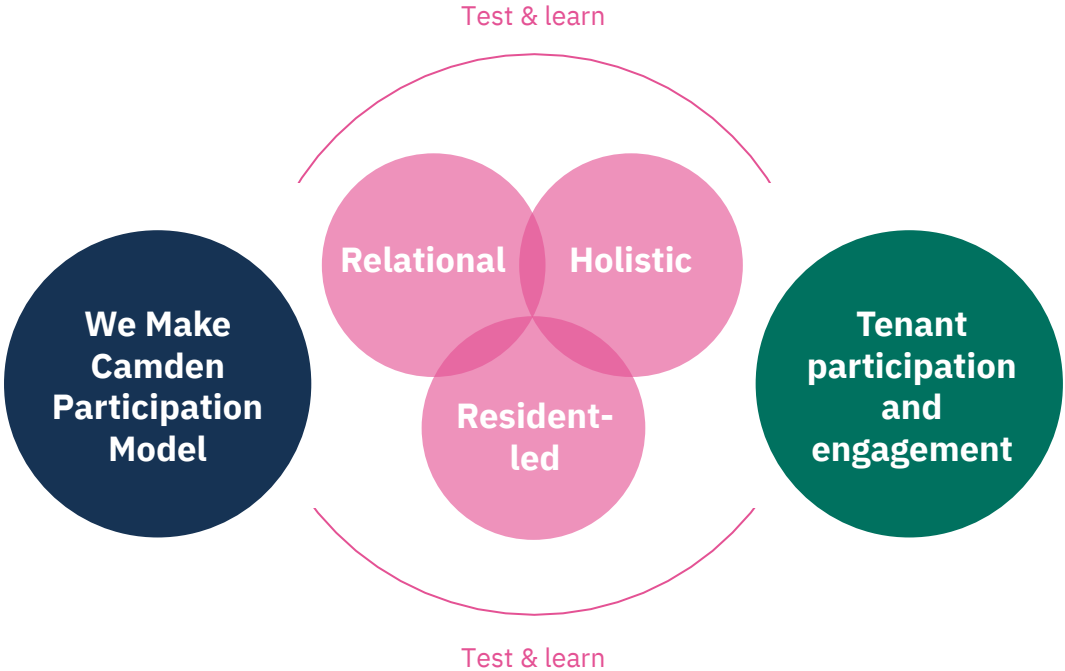 Test & learn
We Make
Camden
Participation
Model
Relational
Holistic
Resident-
led
Tenant
participation
and
engagement
Test & learn